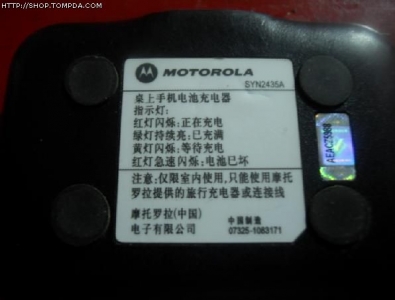 HTTP://SHOP.TOMPDA.COM
MOTOROLA
SYN2435A
桌上手机电池充电器
指示灯:
红灯闪烁:正在充电
绿灯持续亮:已充满
黄灯闪烁:等待充电
红灯急速闪烁:电池已坏
注意:仅限室内使用,只能使用摩托
罗拉提供的旅行充电器或连接线
摩托罗拉(中国)
电子有限公司
中国制造
07325-1083171